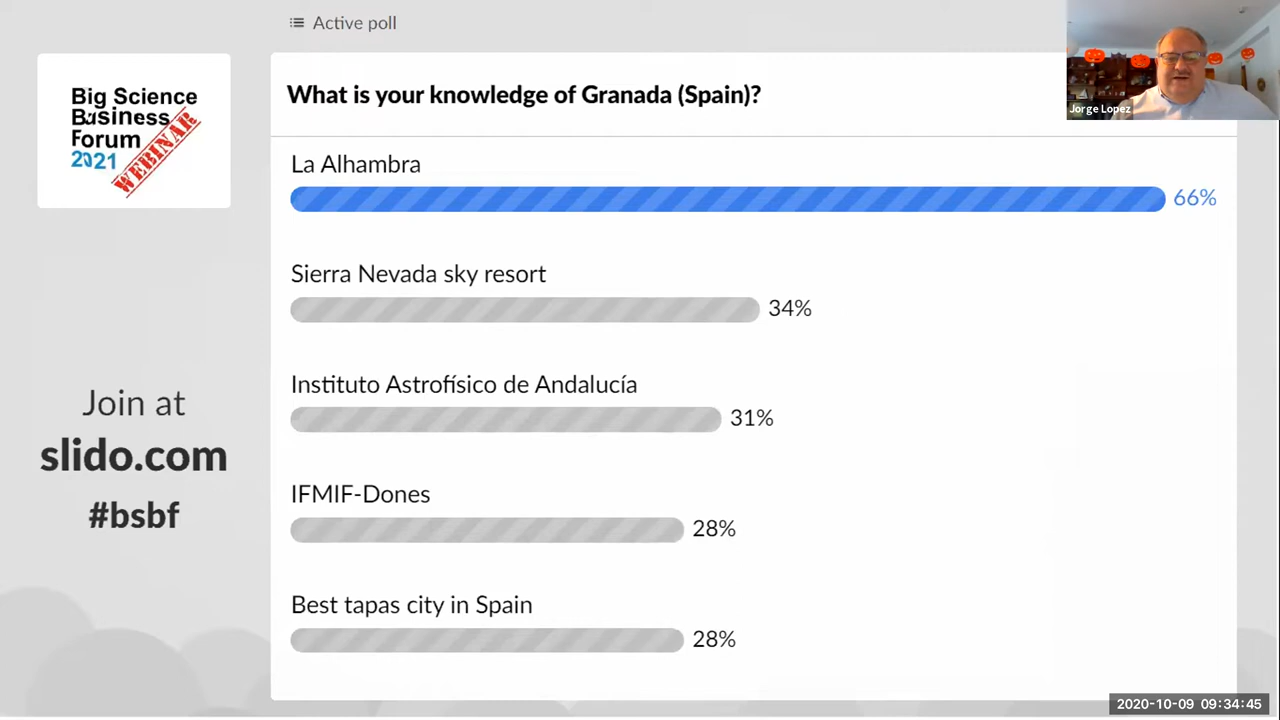 Active poll
Big Science
Business
Forum
2021
WEBINAR
What is your knowledge of Granada (Spain)?
Jorge Lopez
La Alhambra
66%
Sierra Nevada sky resort
34%
Instituto Astrofísico de Andalucía
31%
IFMIF-Dones
28%
Best tapas city in Spain
28%
Join at
slido.com
#bsbf
2020-10-09 09:34:45